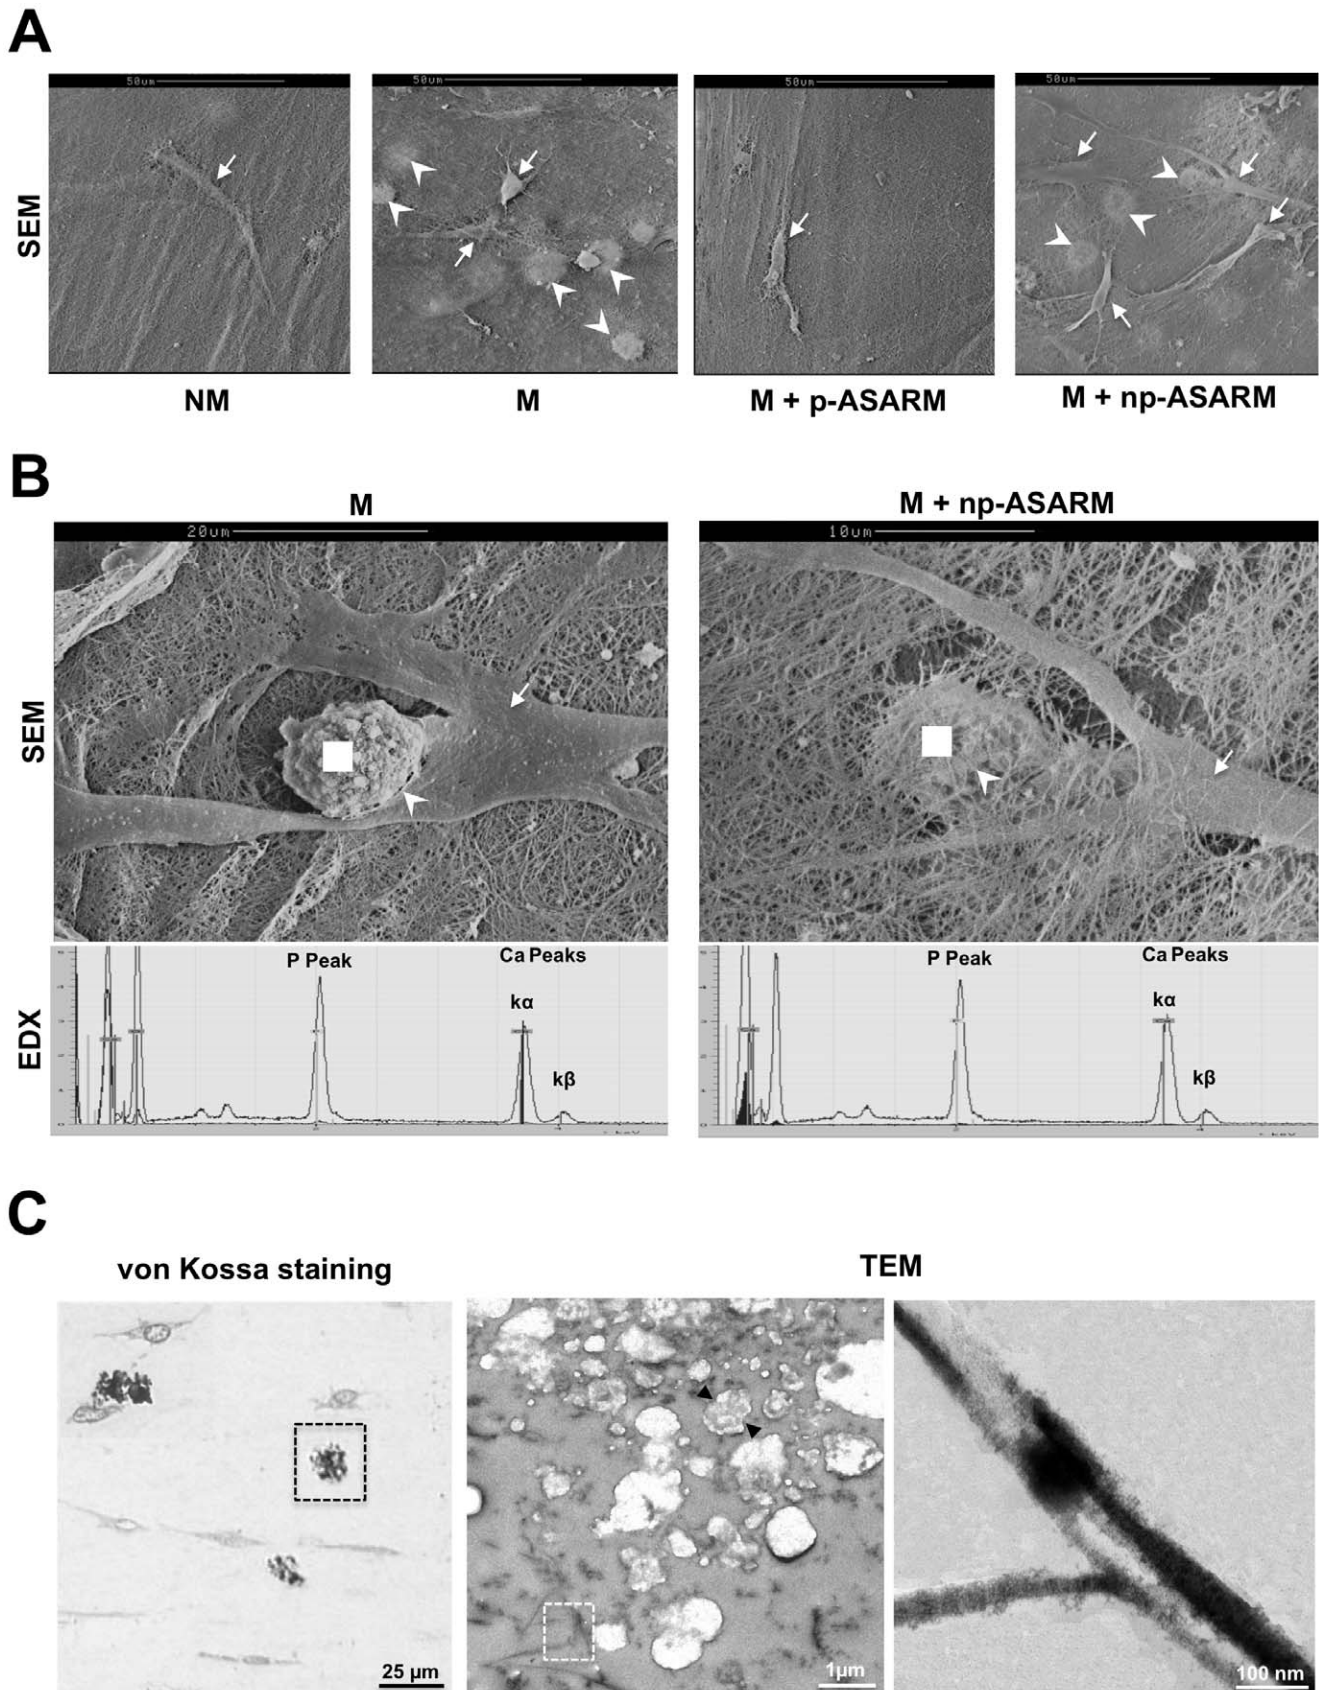 A
50um
50um
50um
50um
SEM
NM
M
M + p-ASARM
M + np-ASARM
B
M
M + np-ASARM
20um
10um
SEM
P Peak
Ca Peaks
kα
kβ
P Peak
Ca Peaks
kα
kβ
EDX
C
von Kossa staining
TEM
25 µm
1µm
100 nm